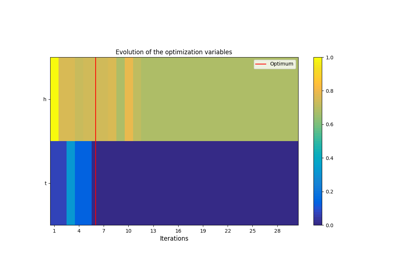 Evolution of the optimization variables
Optimum
h
t
1 4 7 10 13 16 19 22 25 28
Iterations
1.0
0.8
0.6
0.4
0.2
0.0